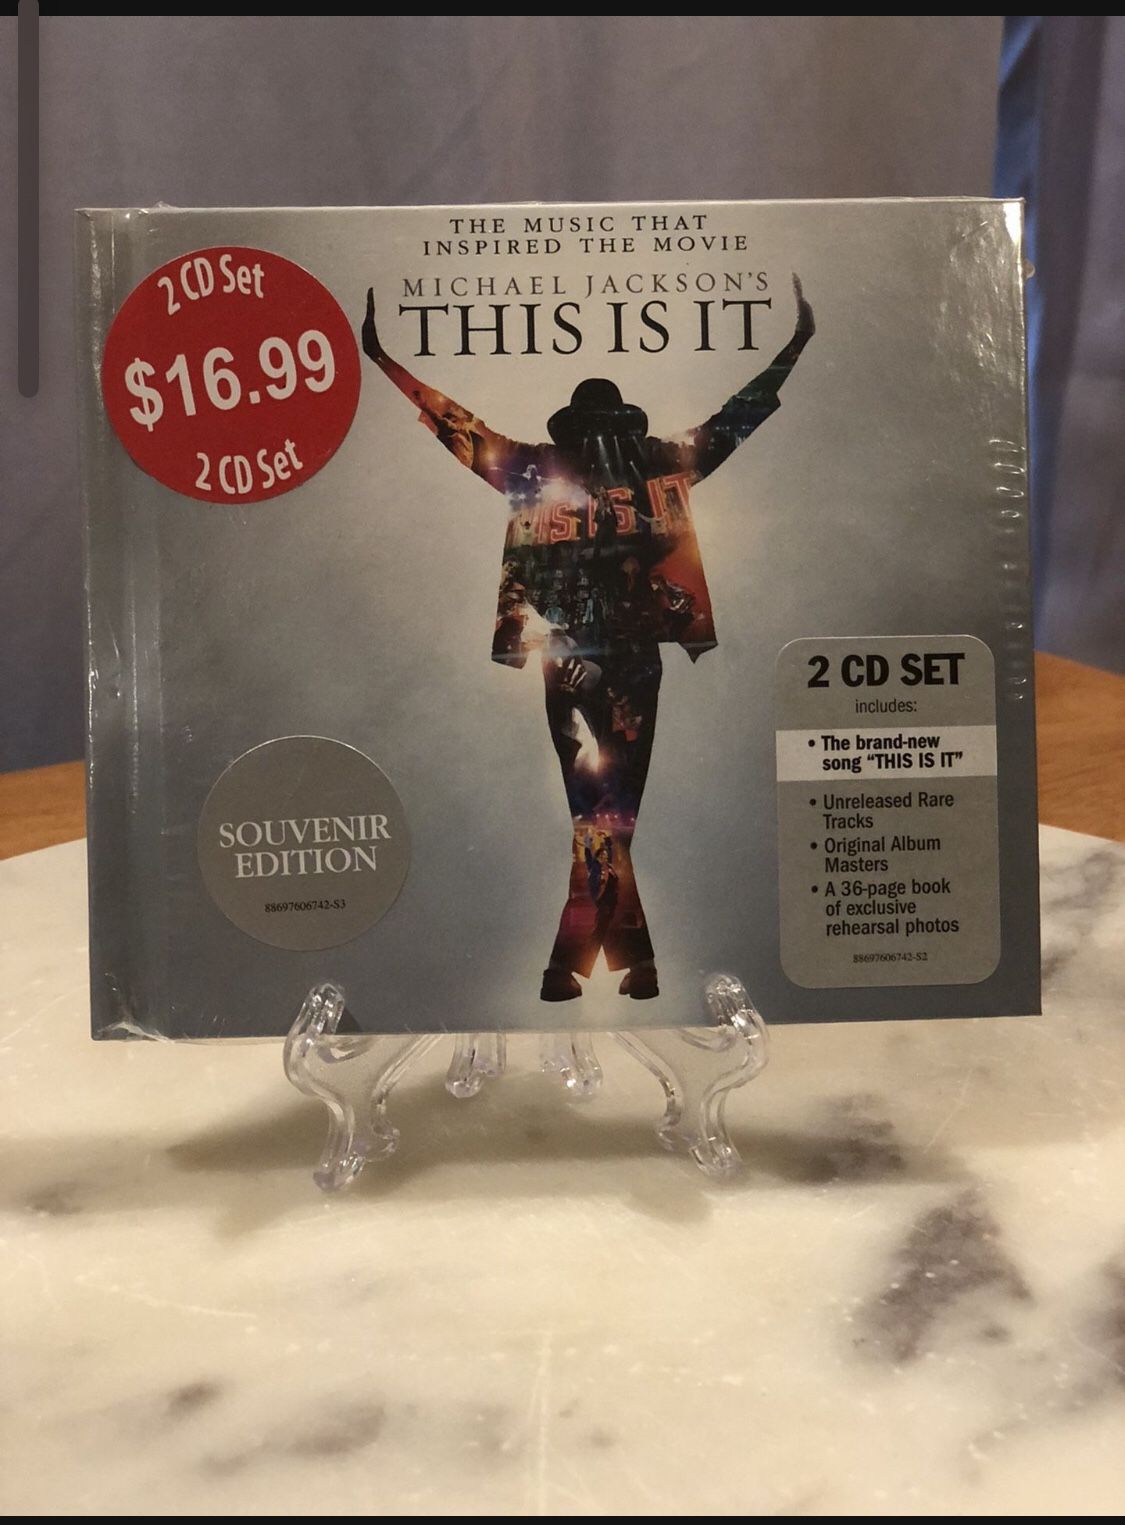 THE MUSIC THAT
INSPIRED THE MOVIE
MICHAEL JACKSON'S
THIS IS IT
2 CD Set
$16.99
2 CD Set
THIS IS IT
2 CD SET
includes:
• The brand-new
song “THIS IS IT”
• Unreleased Rare
Tracks
• Original Album
Masters
• A 36-page book
of exclusive
rehearsal photos
88697606742-S2
SOUVENIR
EDITION
88697606742-S3